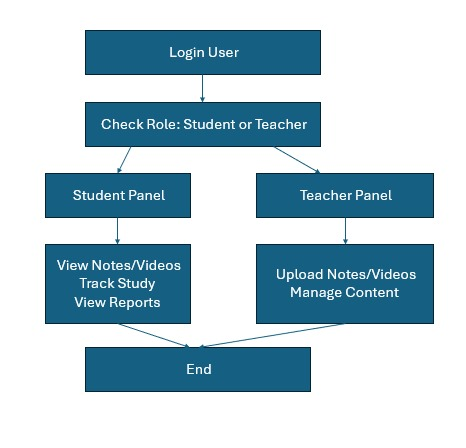 Login User
Check Role: Student or Teacher
Student Panel
Teacher Panel
View Notes/Videos
Track Study
View Reports
Upload Notes/Videos
Manage Content
End